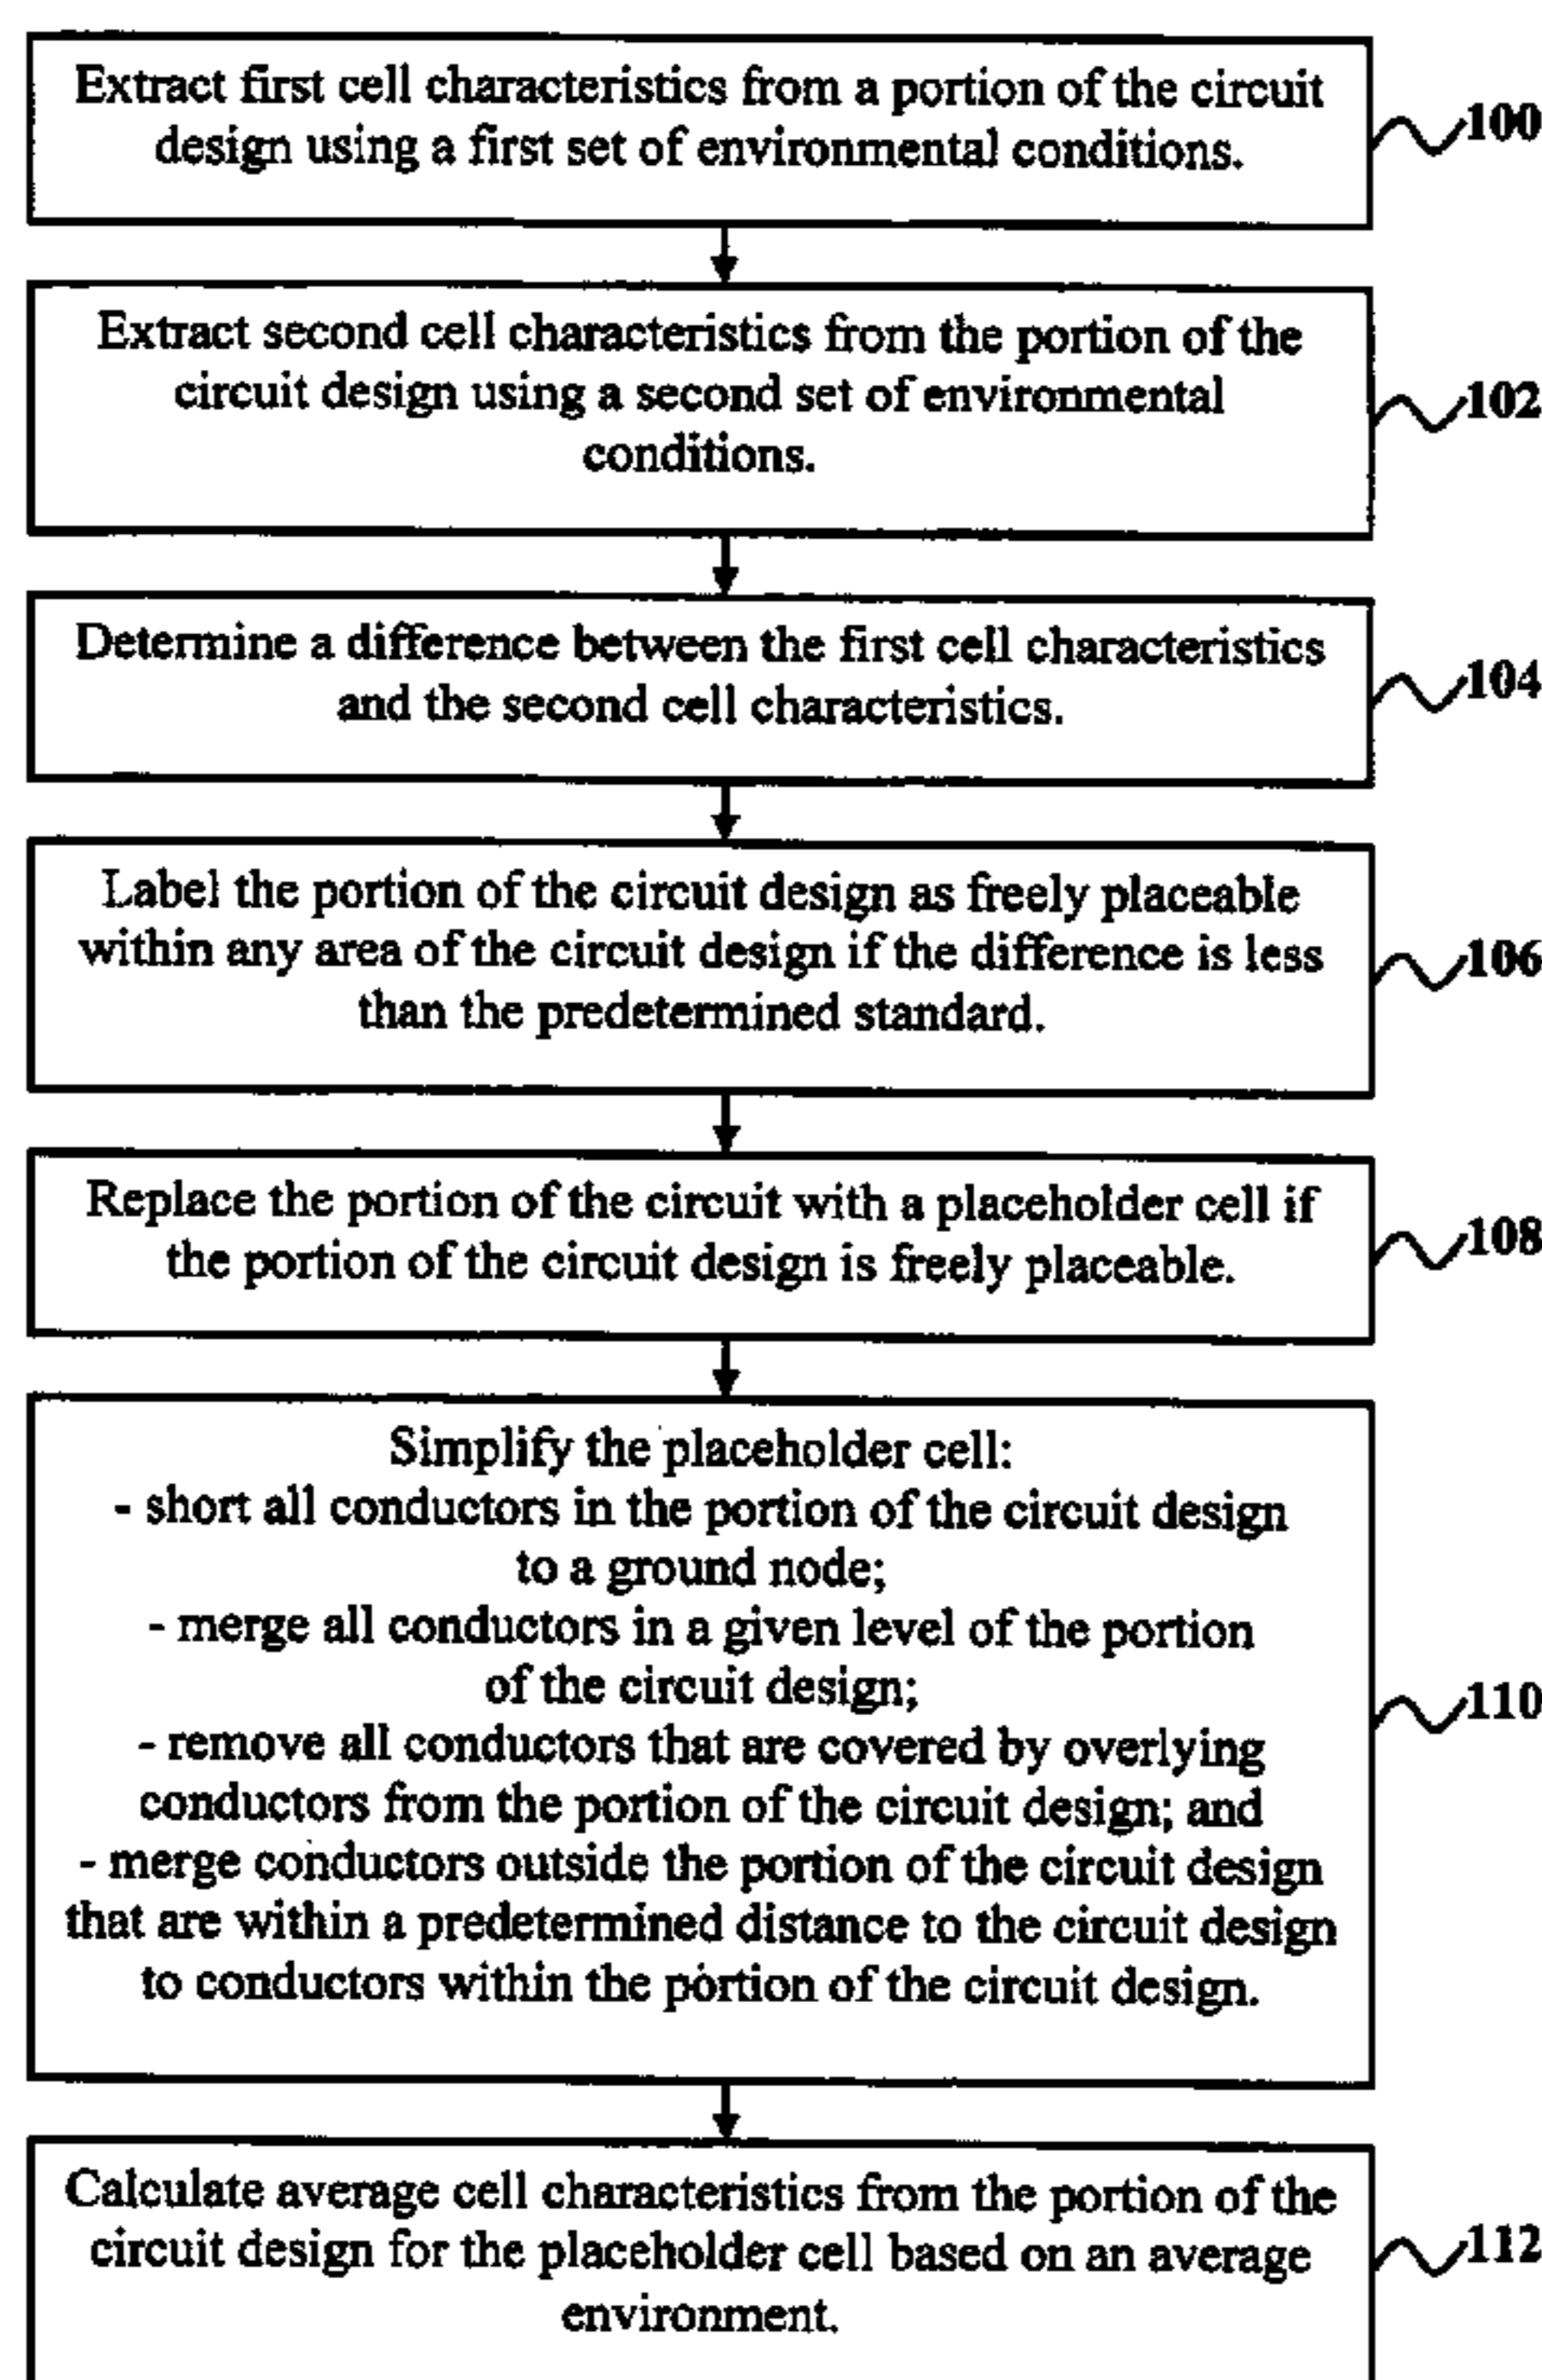 Extract first cell characteristics from a portion of the circuit
design using a first set of environmental conditions.
100
Extract second cell characteristics from the portion of the
circuit design using a second set of environmental
conditions.
102
Determine a difference between the first cell characteristics
and the second cell characteristics.
104
Label the portion of the circuit design as freely placeable
within any area of the circuit design if the difference is less
than the predetermined standard.
106
Replace the portion of the circuit with a placeholder cell if
the portion of the circuit design is freely placeable.
108
Simplify the placeholder cell:
- short all conductors in the portion of the circuit design
to a ground node;
- merge all conductors in a given level of the portion
of the circuit design;
- remove all conductors that are covered by overlying
conductors from the portion of the circuit design; and
- merge conductors outside the portion of the circuit design
that are within a predetermined distance to the circuit design
to conductors within the portion of the circuit design.
110
Calculate average cell characteristics from the portion of the
circuit design for the placeholder cell based on an average
environment.
112